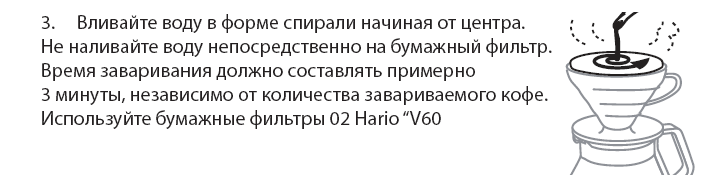 3. Вливайте воду в форме спирали начиная от центра.
Не наливайте воду непосредственно на бумажный фильтр.
Время заваривания должно составлять примерно
3 минуты, независимо от количества завариваемого кофе.
Используйте бумажные фильтры 02 Hario “V60